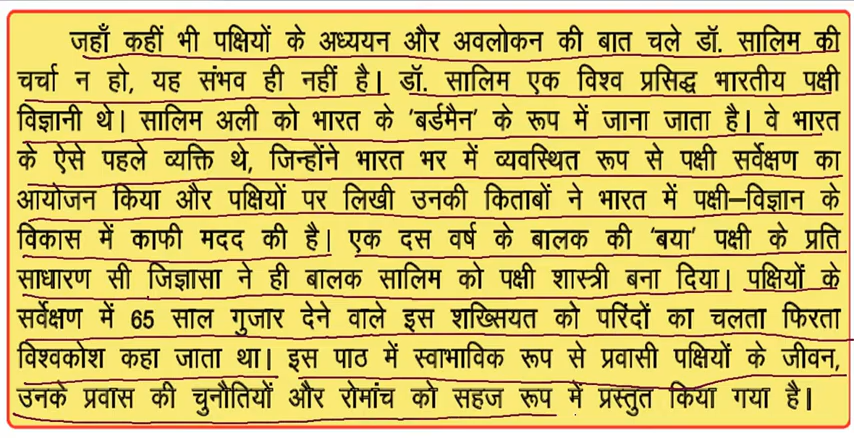 जहाँ कहीं भी पक्षियों के अध्ययन और अवलोकन की बात चले डॉ. सालिम की
चर्चा न हो, यह संभव ही नहीं है। डॉ. सालिम एक विश्व प्रसिद्ध भारतीय पक्षी
विज्ञानी थे। सालिम अली को भारत के 'बर्डमैन' के रूप में जाना जाता है। वे भारत
के ऐसे पहले व्यक्ति थे, जिन्होंने भारत भर में व्यवस्थित रूप से पक्षी सर्वेक्षण का
आयोजन किया और पक्षियों पर लिखी उनकी किताबों ने भारत में पक्षी–विज्ञान के
विकास में काफी मदद की है। एक दस वर्ष के बालक की 'बया' पक्षी के प्रति
साधारण सी जिज्ञासा ने ही बालक सालिम को पक्षी शास्त्री बना दिया। पक्षियों के
सर्वेक्षण में 65 साल गुजार देने वाले इस शख्सियत को परिंदों का चलता फिरता
विश्वकोश कहा जाता था। इस पाठ में स्वाभाविक रूप से प्रवासी पक्षियों के जीवन,
उनके प्रवास की चुनौतियों और रोमांच को सहज रूप में प्रस्तुत किया गया है।